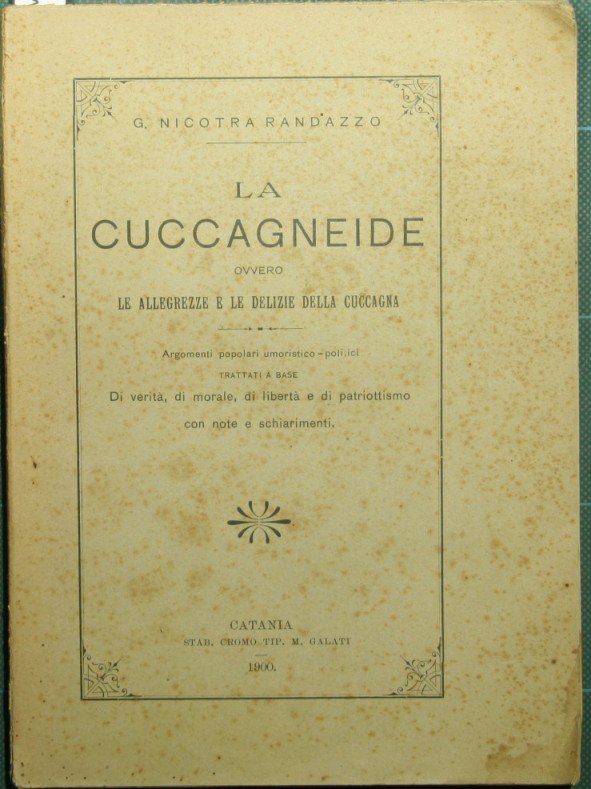 G. NICOTRA RANDAZZO
LA
CUCCAGNEIDE
OVVERO
LE ALLEGREZZE E LE DELIZIE DELLA CUCCAGNA
Argomenti popolari umoristico-politici
TRATTATI A BASE
Di verità, di morale, di libertà e di patriottismo
con note e schiarimenti.
CATANIA
STAB. CROMO-TIP. M. GALATI
1900.